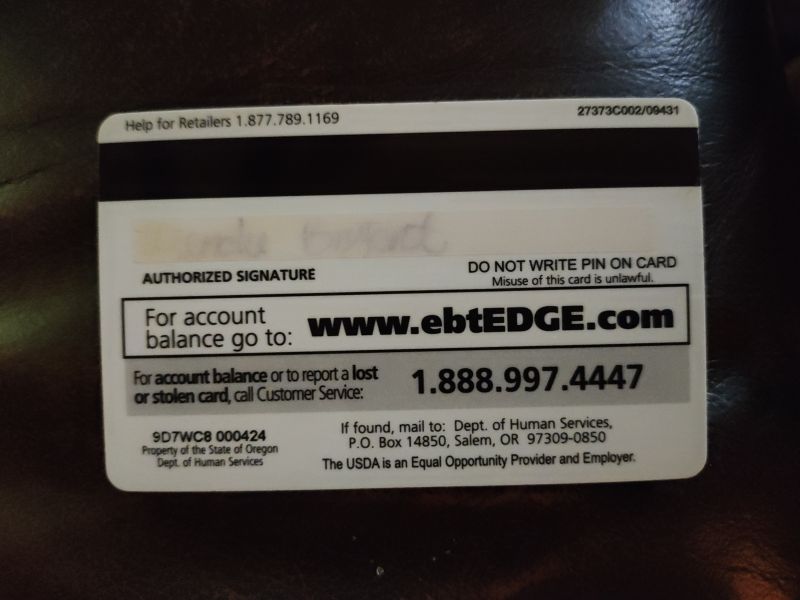 Help for Retailers 1.877.789.1169
27373C002/09431
AUTHORIZED SIGNATURE
DO NOT WRITE PIN ON CARD
Misuse of this card is unlawful.
For account
balance go to: www.ebtEDGE.com
For account balance or to report a lost
or stolen card, call Customer Service:
1.888.997.4447
9D7WC8 000424
Property of the State of Oregon
Dept. of Human Services
If found, mail to: Dept. of Human Services,
P.O. Box 14850, Salem, OR 97309-0850
The USDA is an Equal Opportunity Provider and Employer.